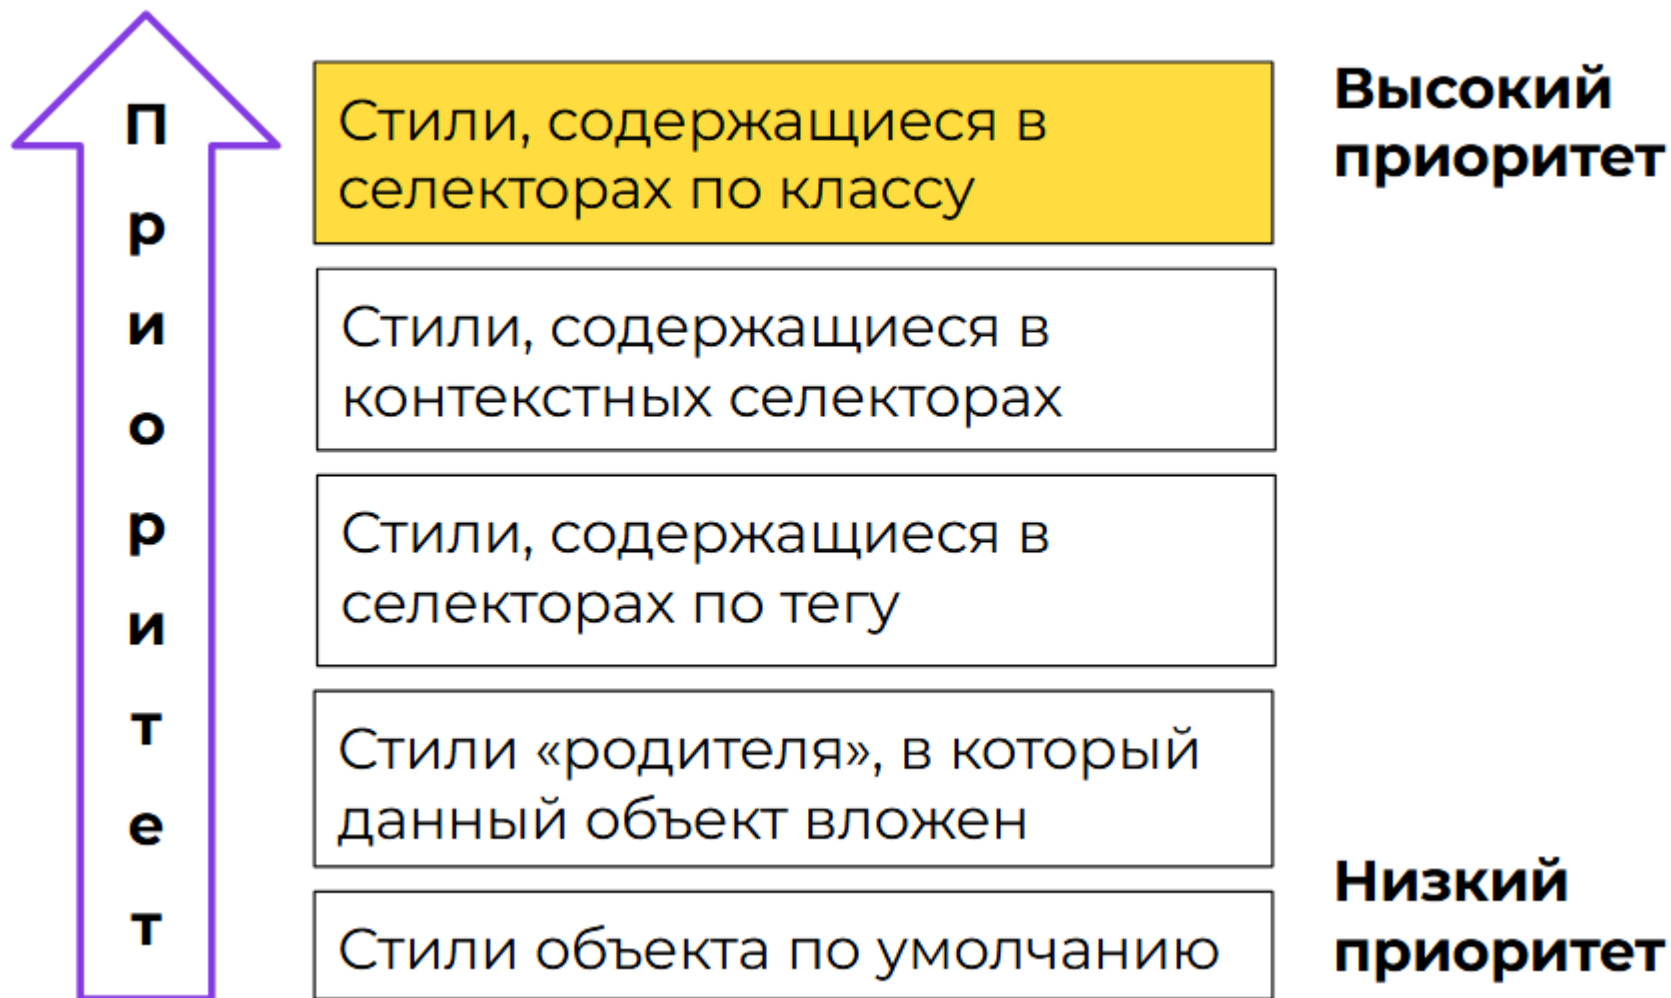 Приоритет
Стили, содержащиеся в
селекторах по классу
Высокий
приоритет
Стили, содержащиеся в
контекстных селекторах
Стили, содержащиеся в
селекторах по тегу
Стили «родителя», в который
данный объект вложен
Стили объекта по умолчанию
Низкий
приоритет